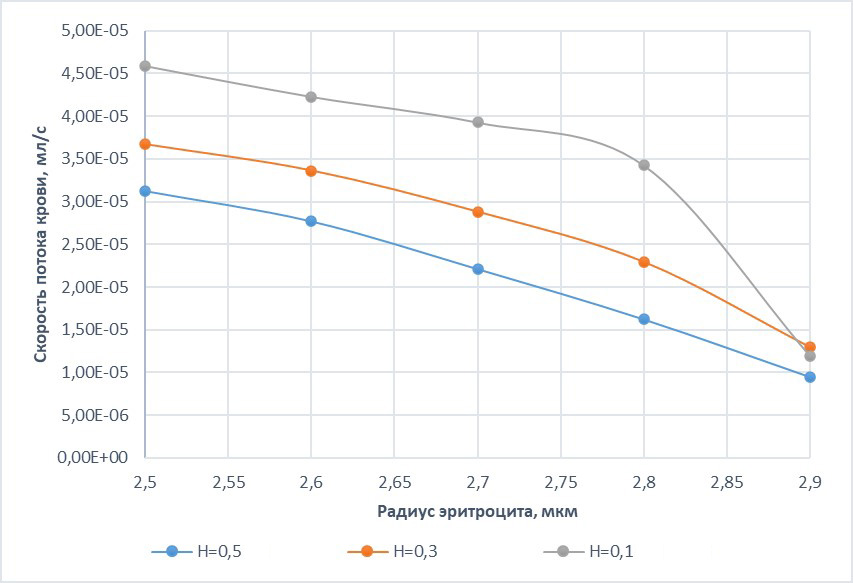 5,00E-05
4,50E-05
4,00E-05
3,50E-05
3,00E-05
2,50E-05
2,00E-05
1,50E-05
1,00E-05
5,00E-06
0,00E+00
Скорость потока крови, мл/с
2,5 2,55 2,6 2,65 2,7 2,75 2,8 2,85 2,9
Радиус эритроцита, мкм
H=0,5 H=0,3 H=0,1